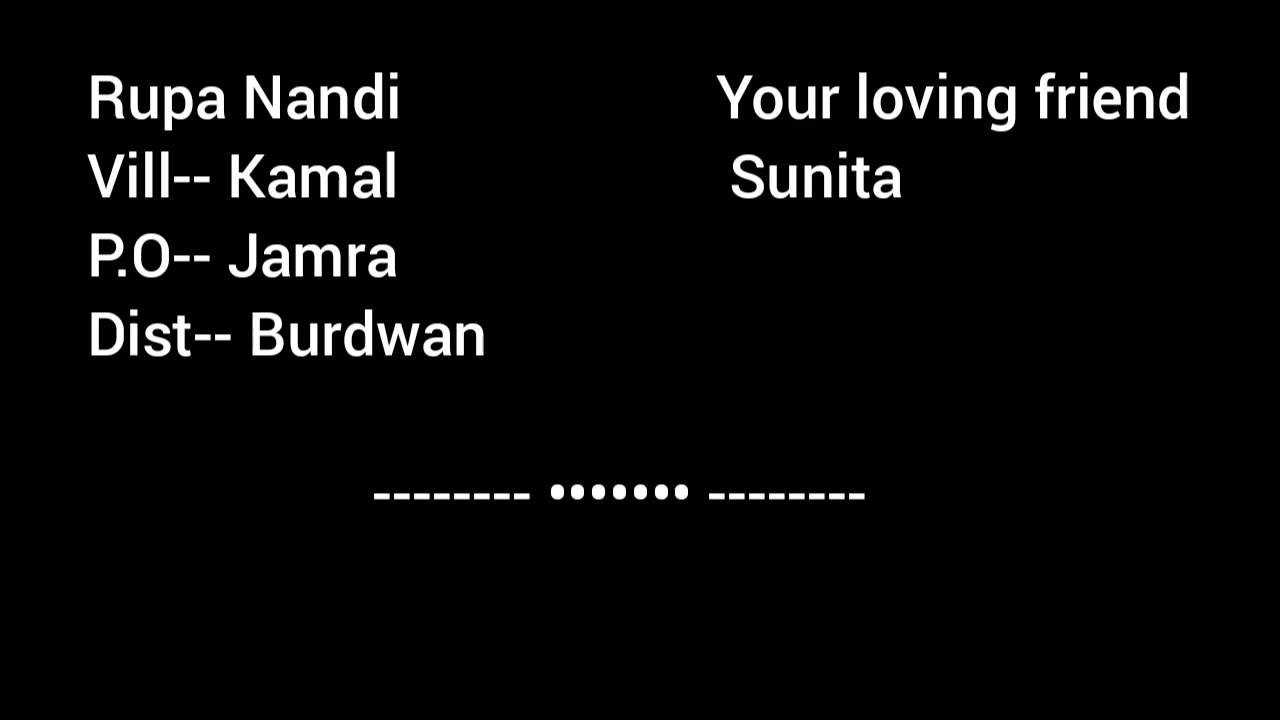 Rupa Nandi
Vill-- Kamal
P.O-- Jamra
Dist-- Burdwan
Your loving friend
Sunita
-------- ••••••• --------